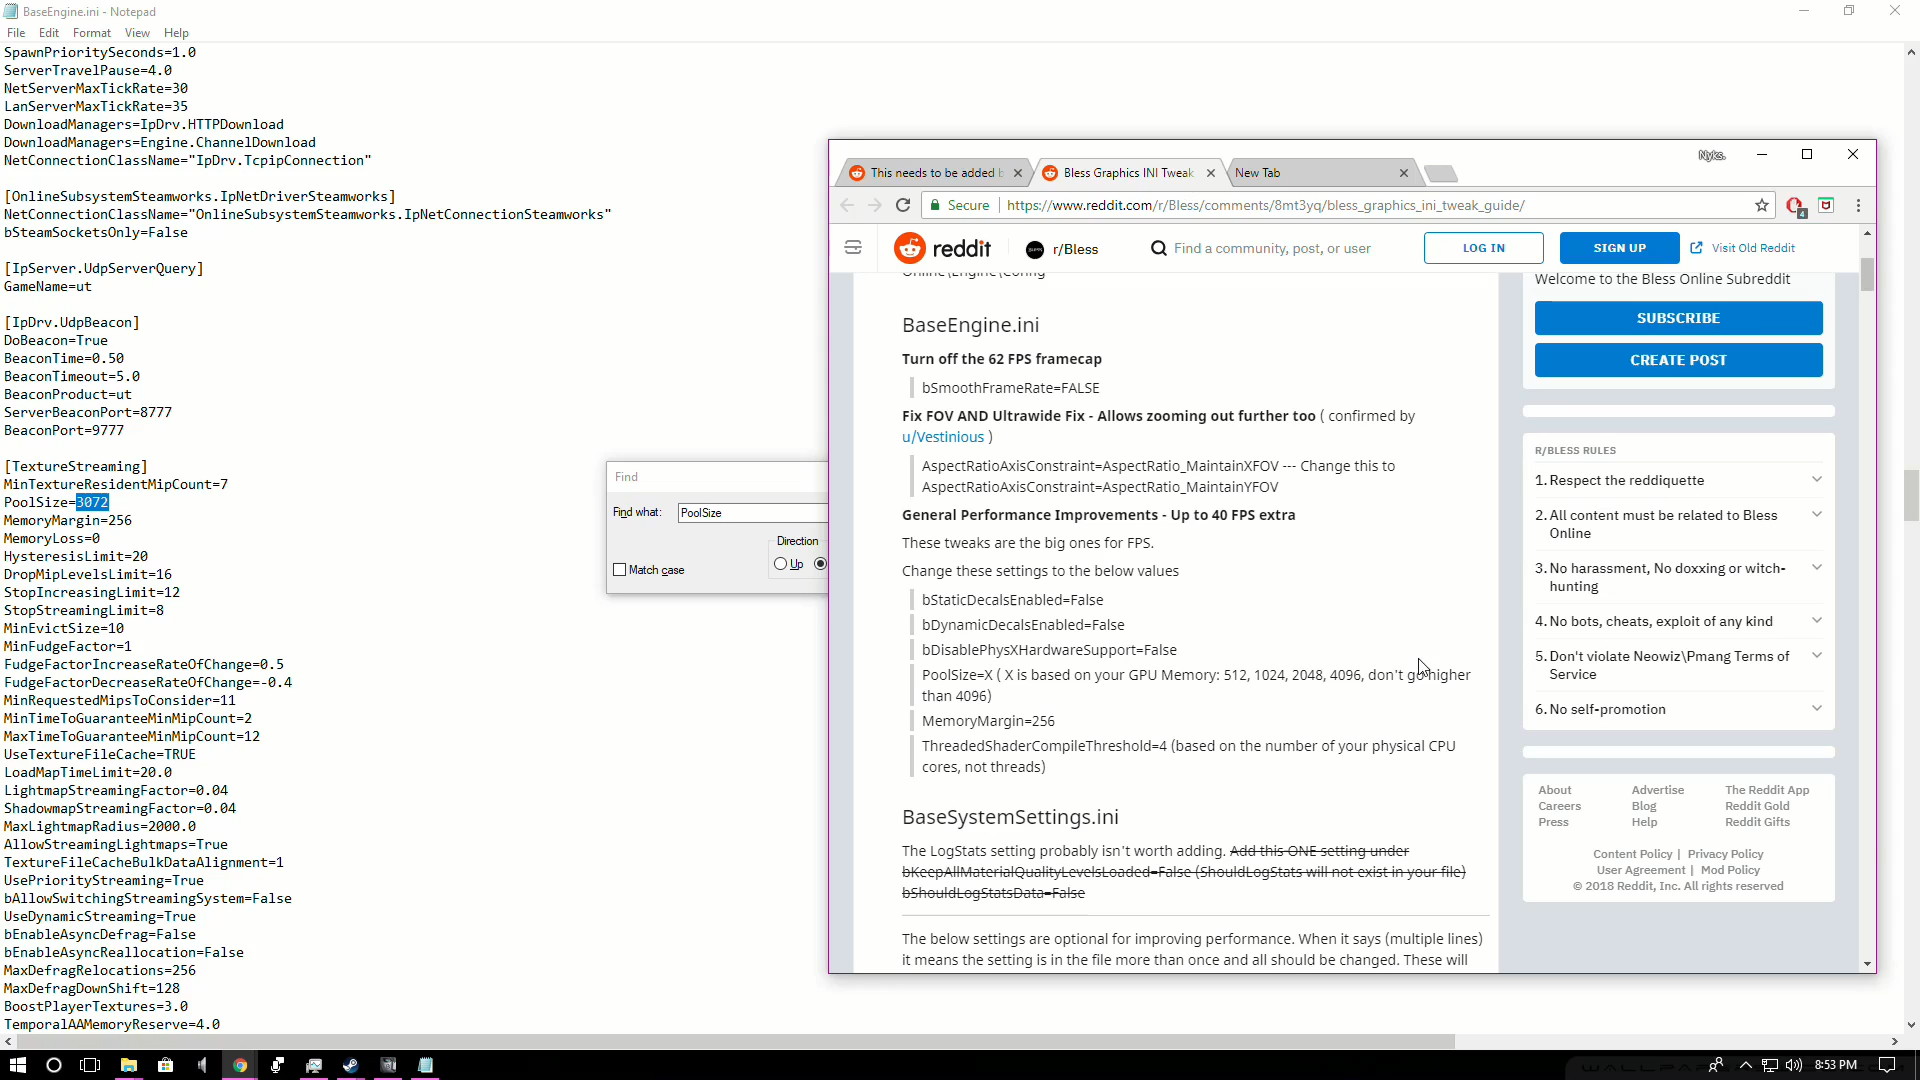 BaseEngine.ini - Notepad
File Edit Format View Help
SpawnPrioritySeconds=1.0
ServerTravelPause=4.0
NetServerMaxTickRate=30
LanServerMaxTickRate=35
DownloadManagers=IpDrv.HTTPDownload
DownloadManagers=Engine.ChannelDownload
NetConnectionClassName="IpDrv.TcpipConnection"
[OnlineSubsystemSteamworks.IpNetDriverSteamworks]
NetConnectionClassName="OnlineSubsystemSteamworks.IpNetConnectionSteamworks"
bSteamSocketsOnly=False
[IpServer.UdpServerQuery]
GameName=ut
[IpDrv.UdpBeacon]
DoBeacon=True
BeaconTime=0.50
BeaconTimeout=5.0
BeaconProduct=ut
ServerBeaconPort=8777
BeaconPort=9777
[TextureStreaming]
MinTextureResidentMipCount=7
PoolSize=3072
MemoryMargin=256
MemoryLoss=0
HysteresisLimit=20
DropMipLevelsLimit=16
StopIncreasingLimit=12
StopStreamingLimit=8
MinEvictSize=10
MinFudgeFactor=1
FudgeFactorIncreaseRateOfChange=0.5
FudgeFactorDecreaseRateOfChange=-0.4
MinRequestedMipsToConsider=11
MinTimeToGuaranteeMinMipCount=2
MaxTimeToGuaranteeMinMipCount=12
UseTextureFileCache=TRUE
LoadMapTimeLimit=20.0
LightmapStreamingFactor=0.04
ShadowmapStreamingFactor=0.04
MaxLightmapRadius=2000.0
AllowStreamingLightmaps=True
TextureFileCacheBulkDataAlignment=1
UsePriorityStreaming=True
bAllowSwitchingStreamingSystem=False
UseDynamicStreaming=True
bEnableAsyncDefrag=False
bEnableAsyncReallocation=False
MaxDefragRelocations=256
MaxDefragDownShift=128
BoostPlayerTextures=3.0
TemporalAAMemoryReserve=4.0
Find
Find what: PoolSize
Direction
Match case Up
Nyks.
This needs to be added b
Bless Graphics INI Tweak
New Tab
Secure https://www.reddit.com/r/Bless/comments/8mt3yq/bless_graphics_ini_tweak_guide/
4
reddit r/Bless Find a community, post, or user LOG IN SIGN UP Visit Old Reddit
Online\Engine\Config
BaseEngine.ini
Turn off the 62 FPS framecap
bSmoothFrameRate=FALSE
Fix FOV AND Ultrawide Fix - Allows zooming out further too ( confirmed by
u/Vestinious )
AspectRatioAxisConstraint=AspectRatio_MaintainXFOV --- Change this to
AspectRatioAxisConstraint=AspectRatio_MaintainYFOV
General Performance Improvements - Up to 40 FPS extra
These tweaks are the big ones for FPS.
Change these settings to the below values
bStaticDecalsEnabled=False
bDynamicDecalsEnabled=False
bDisablePhysXHardwareSupport=False
PoolSize=X ( X is based on your GPU Memory: 512, 1024, 2048, 4096, don't go higher
than 4096)
MemoryMargin=256
ThreadedShaderCompileThreshold=4 (based on the number of your physical CPU
cores, not threads)
BaseSystemSettings.ini
The LogStats setting probably isn't worth adding. Add this ONE setting under
bKeepAllMaterialQualityLevelsLoaded=False (ShouldLogStats will not exist in your file)
bShouldLogStatsData=False
The below settings are optional for improving performance. When it says (multiple lines)
it means the setting is in the file more than once and all should be changed. These will
Welcome to the Bless Online Subreddit
SUBSCRIBE
CREATE POST
R/BLESS RULES
1. Respect the reddiquette
2. All content must be related to Bless
Online
3. No harassment, No doxxing or witch-
hunting
4. No bots, cheats, exploit of any kind
5. Don't violate Neowiz\Pmang Terms of
Service
6. No self-promotion
About Advertise The Reddit App
Careers Blog Reddit Gold
Press Help Reddit Gifts
Content Policy | Privacy Policy
User Agreement | Mod Policy
© 2018 Reddit, Inc. All rights reserved
8:53 PM